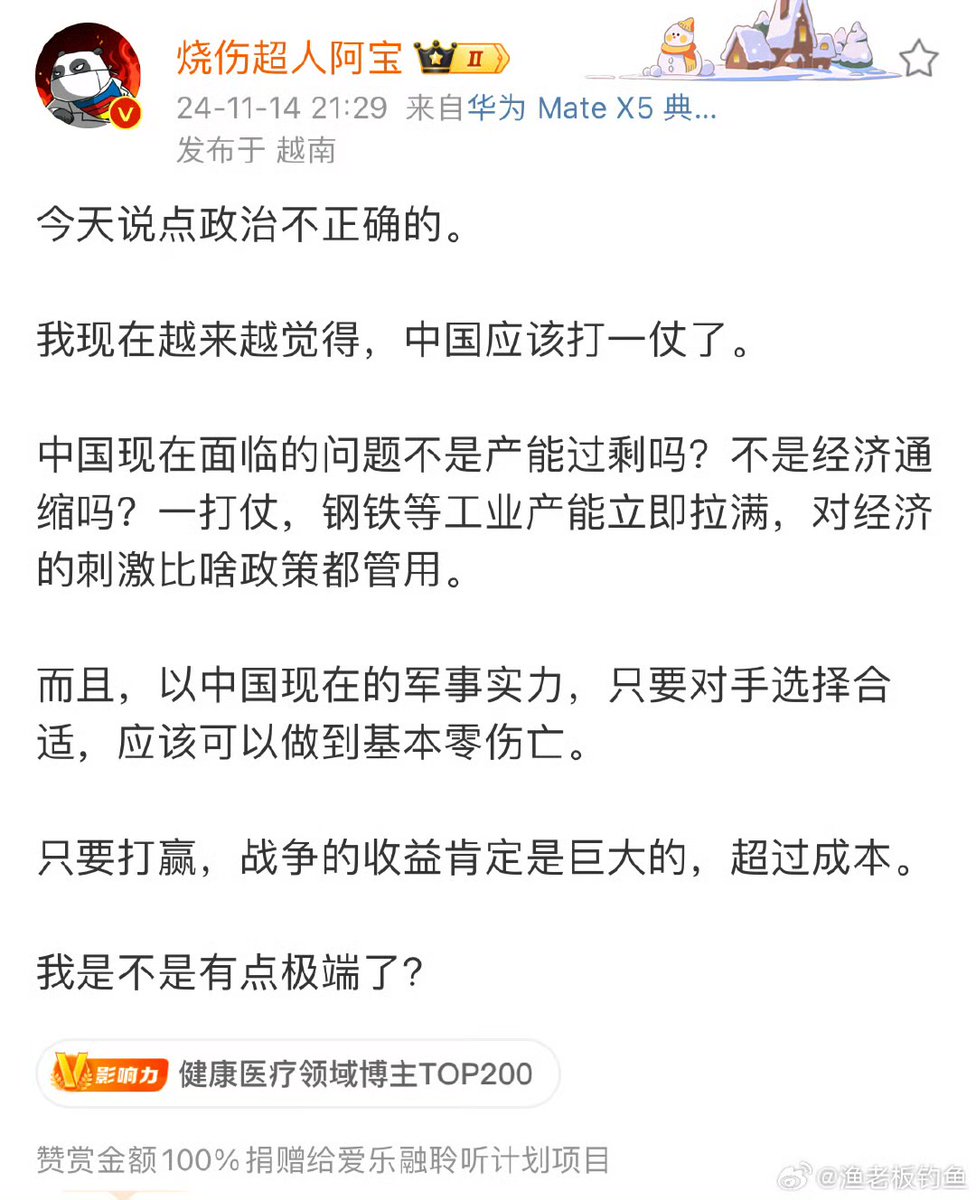 烧伤超人阿宝 II
24-11-14 21:29 来自华为 Mate X5 典...
发布于 越南
今天说点政治不正确的。
我现在越来越觉得，中国应该打一仗了。
中国现在面临的问题不是产能过剩吗？不是经济通
缩吗？一打仗，钢铁等工业产能立即拉满，对经济
的刺激比啥政策都管用。
而且，以中国现在的军事实力，只要对手选择合
适，应该可以做到基本零伤亡。
只要打赢，战争的收益肯定是巨大的，超过成本。
我是不是有点极端了？
V影响力 健康医疗领域博主TOP200
赞赏金额100%捐赠给爱乐融聆听计划项目
@渔老板钓鱼